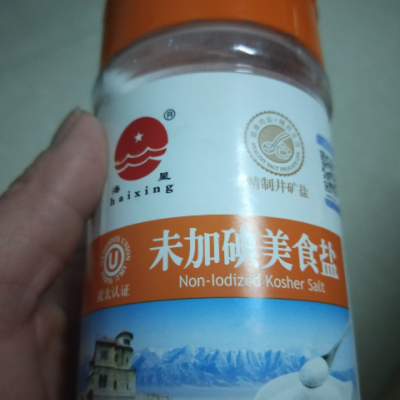 ®
海星
haixing
精制井矿盐
U
犹太认证
未加碘美食盐
Non-Iodized Kosher Salt